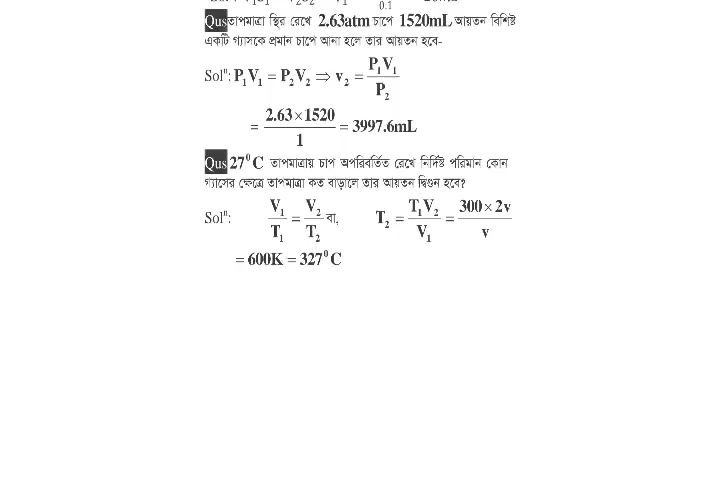 0.1
Qus তাপমাত্রা স্থির রেখে 2.63atm চাপে 1520mL আয়তন বিশিষ্ট
একটি গ্যাসকে প্রমান চাপে আনা হলে তার আয়তন হবে-
Solⁿ: P₁V₁ = P₂V₂ ⇒ v₂ = P₁V₁ / P₂
= 2.63×1520 / 1 = 3997.6mL
Qus 27⁰C তাপমাত্রায় চাপ অপরিবর্তিত রেখে নির্দিষ্ট পরিমান কোন
গ্যাসের ক্ষেত্রে তাপমাত্রা কত বাড়ালে তার আয়তন দ্বিগুন হবে?
Solⁿ: V₁ / T₁ = V₂ / T₂ বা, T₂ = T₁V₂ / V₁ = 300×2v / v
= 600K = 327⁰C